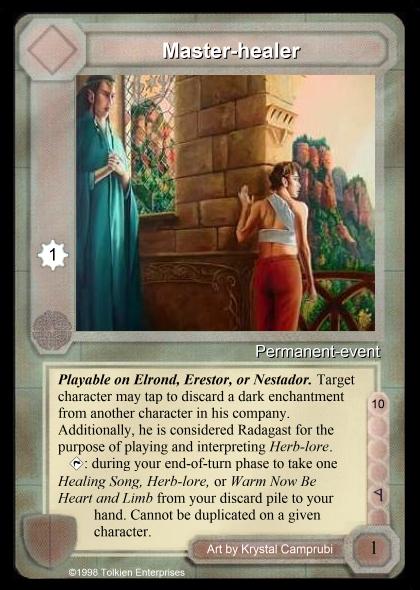 Master-healer
1
Permanent-event
Playable on Elrond, Erestor, or Nestador. Target
character may tap to discard a dark enchantment
from another character in his company.
Additionally, he is considered Radagast for the
purpose of playing and interpreting Herb-lore.
: during your end-of-turn phase to take one
Healing Song, Herb-lore, or Warm Now Be
Heart and Limb from your discard pile to your
hand. Cannot be duplicated on a given
character.
10
Art by Krystal Camprubi
1
©1998 Tolkien Enterprises